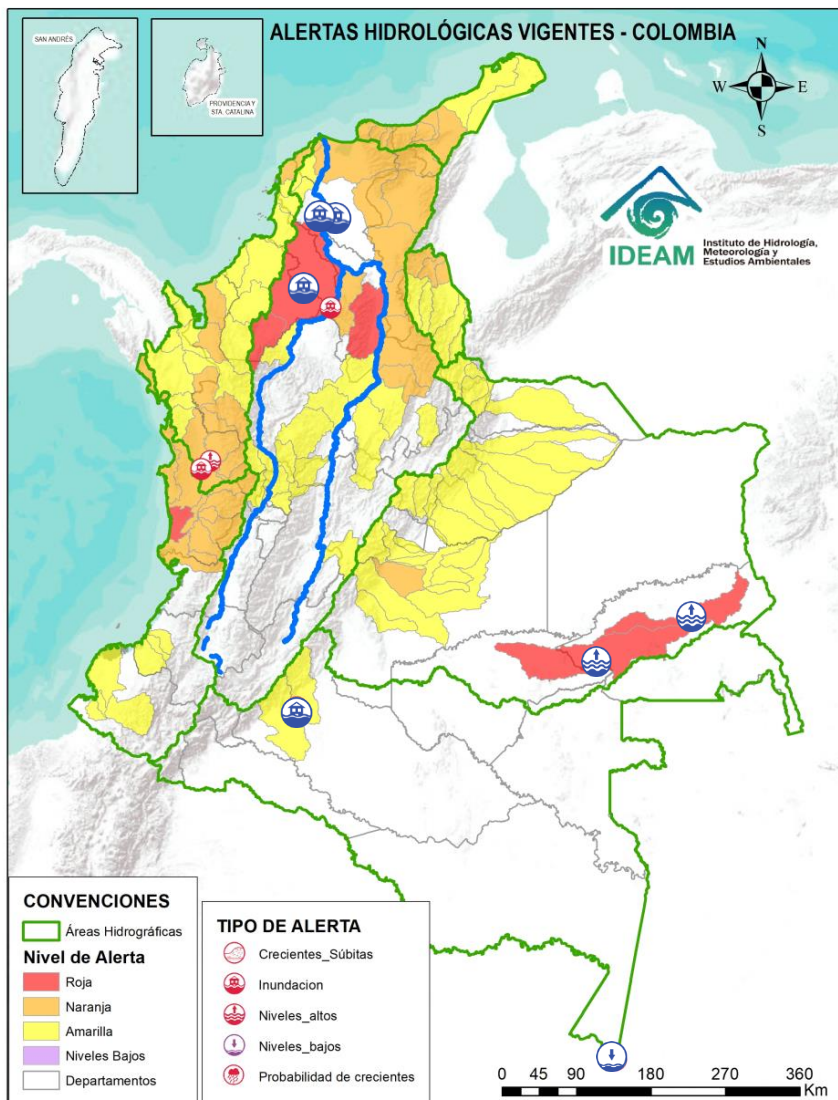 ALERTAS HIDROLÓGICAS VIGENTES - COLOMBIA
SAN ANDRÉS
PROVIDENCIA Y
STA. CATALINA
N
W
E
S
IDEAM
Instituto de Hidrología,
Meteorología y
Estudios Ambientales
CONVENCIONES
Áreas Hidrográficas
Nivel de Alerta
Roja
Naranja
Amarilla
Niveles Bajos
Departamentos
TIPO DE ALERTA
Crecientes_Súbitas
Inundacion
Niveles_altos
Niveles_bajos
Probabilidad de crecientes
0 45 90 180 270 360
Km